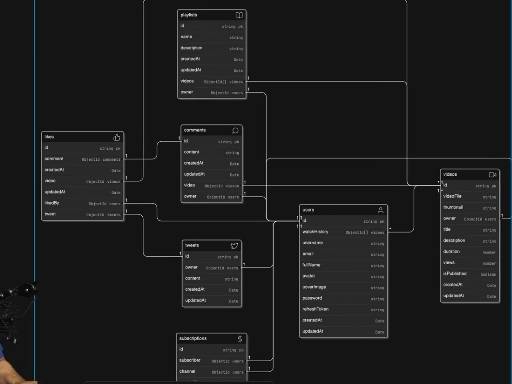 playlists
id string pk
name string
description string
createdAt Date
updatedAt Date
videos ObjectId[] videos
owner ObjectId users
likes
id string pk
comment ObjectId comments
createdAt Date
video ObjectId videos
updatedAt Date
likedBy ObjectId users
tweet ObjectId tweets
comments
id string pk
content string
createdAt Date
updatedAt Date
video ObjectId videos
owner ObjectId users
tweets
id string pk
owner ObjectId users
content string
createdAt Date
updatedAt Date
subscriptions
id string pk
subscriber ObjectId users
channel ObjectId users
users
id string pk
watchHistory ObjectId[] videos
username string
email string
fullName string
avatar string
coverImage string
password string
refreshToken string
createdAt Date
updatedAt Date
videos
id string pk
videoFile string
thumbnail string
owner ObjectId users
title string
description string
duration number
views number
isPublished boolean
createdAt Date
updatedAt Date